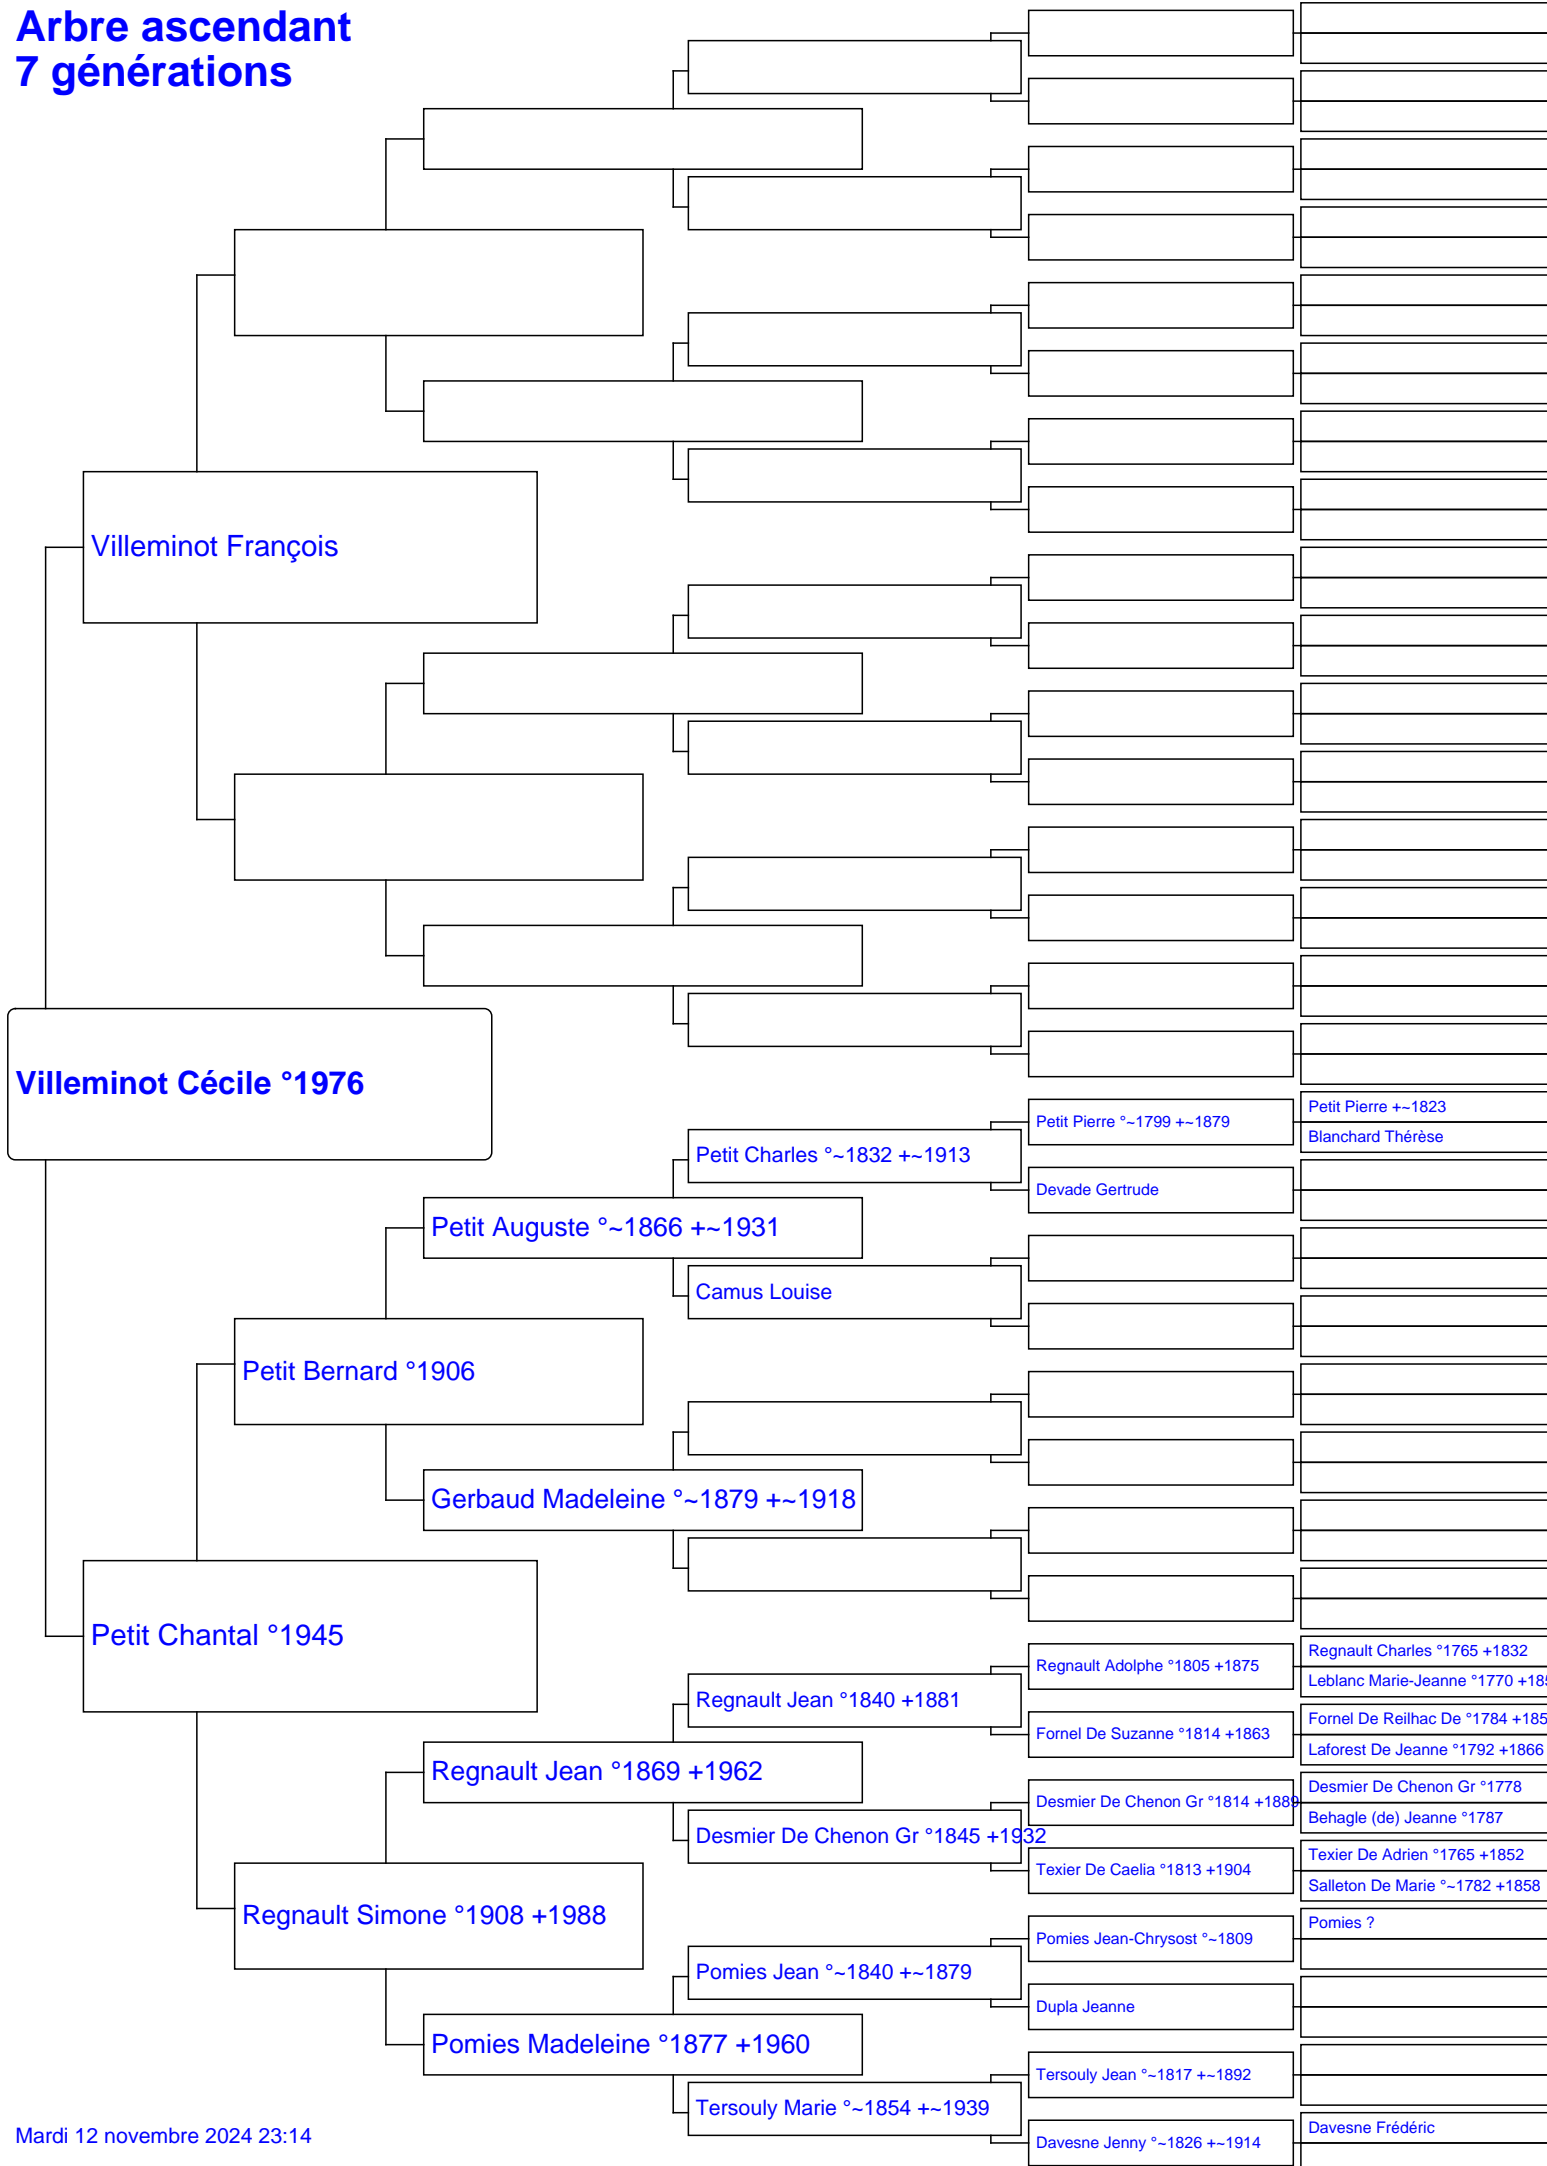 Arbre ascendant
7 générations
Villeminot François
Villeminot Cécile °1976
Petit Pierre +~1823
Petit Pierre °~1799 +~1879
Blanchard Thérèse
Petit Charles °~1832 +~1913
Devade Gertrude
Petit Auguste °~1866 +~1931
Camus Louise
Petit Bernard °1906
Gerbaud Madeleine °~1879 +~1918
Petit Chantal °1945
Regnault Charles °1765 +1832
Regnault Adolphe °1805 +1875
Leblanc Marie-Jeanne °1770 +185
Regnault Jean °1840 +1881
Fornel De Reilhac De °1784 +185
Fornel De Suzanne °1814 +1863
Laforest De Jeanne °1792 +1866
Regnault Jean °1869 +1962
Desmier De Chenon Gr °1778
Desmier De Chenon Gr °1814 +1889
Behagle (de) Jeanne °1787
Desmier De Chenon Gr °1845 +1932
Texier De Adrien °1765 +1852
Texier De Caelia °1813 +1904
Salleton De Marie °~1782 +1858
Regnault Simone °1908 +1988
Pomies ?
Pomies Jean-Chrysost °~1809
Pomies Jean °~1840 +~1879
Dupla Jeanne
Pomies Madeleine °1877 +1960
Tersouly Jean °~1817 +~1892
Tersouly Marie °~1854 +~1939
Davesne Frédéric
Davesne Jenny °~1826 +~1914
Mardi 12 novembre 2024 23:14